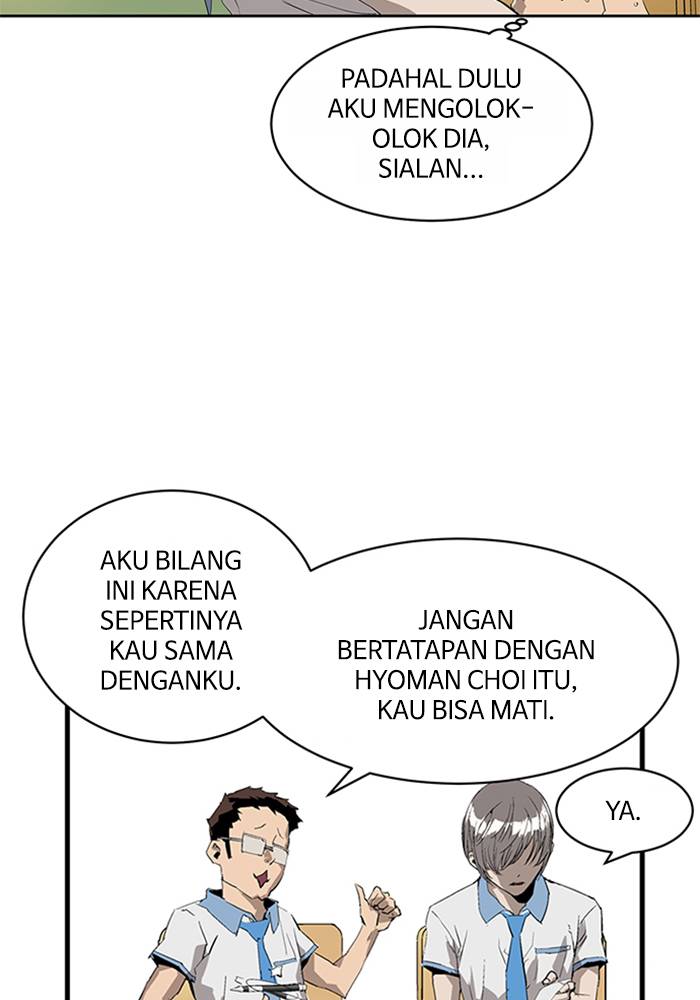 PADAHAL DULU
AKU MENGOLOK-
OLOK DIA,
SIALAN...
AKU BILANG
INI KARENA
SEPERTINYA
KAU SAMA
DENGANKU.
JANGAN
BERTATAPAN DENGAN
HYOMAN CHOI ITU,
KAU BISA MATI.
YA.